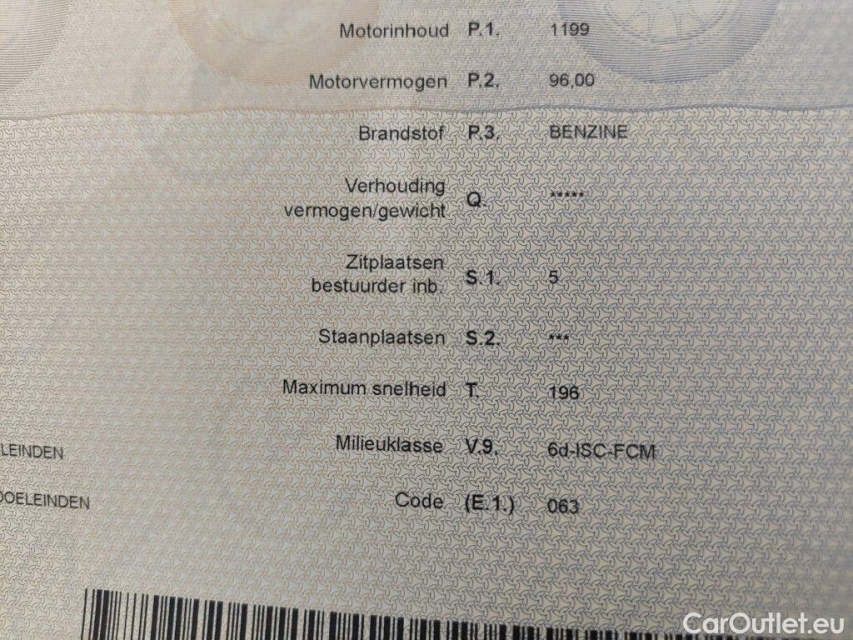 Motorinhoud P.1. 1199
Motorvermogen P.2. 96,00
Brandstof P.3. BENZINE
Verhouding
vermogen/gewicht Q. *****
Zitplaatsen
bestuurder inb. S.1. 5
Staanplaatsen S.2. ***
Maximum snelheid T. 196
LEINDEN Milieuklasse V.9. 6d-ISC-FCM
OELEINDEN Code (E.1.) 063
CarOutlet.eu